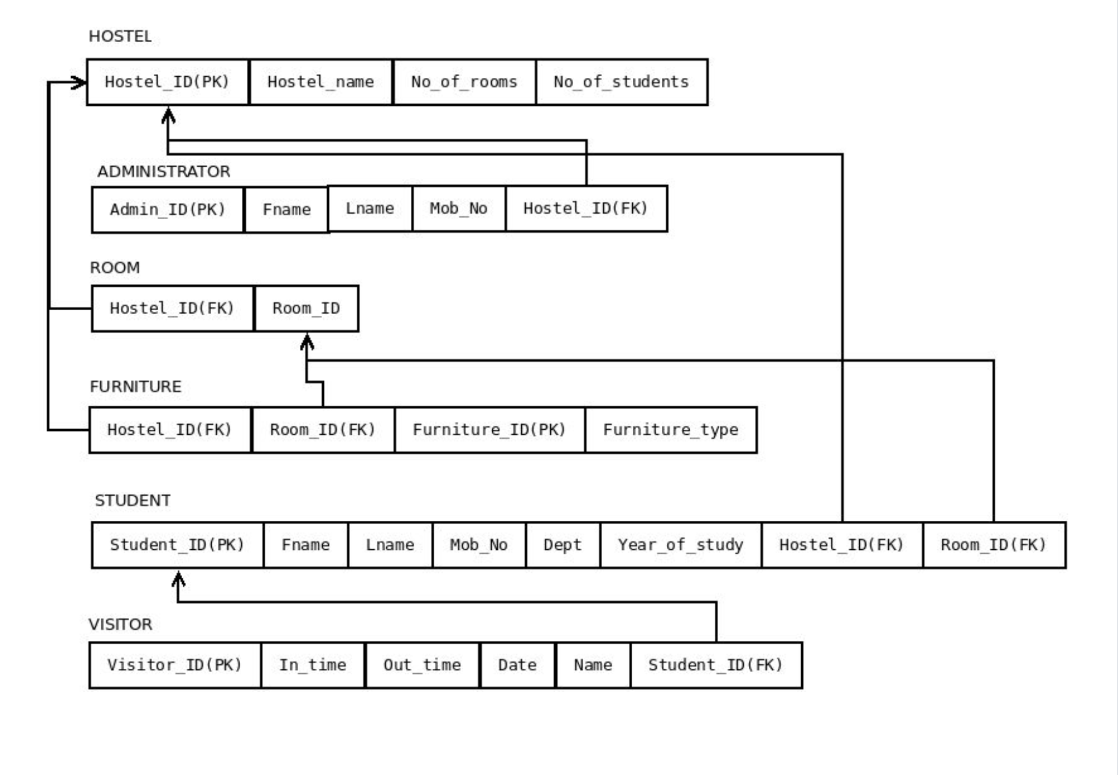 HOSTEL
Hostel_ID(PK) Hostel_name No_of_rooms No_of_students
ADMINISTRATOR
Admin_ID(PK) Fname Lname Mob_No Hostel_ID(FK)
ROOM
Hostel_ID(FK) Room_ID
FURNITURE
Hostel_ID(FK) Room_ID(FK) Furniture_ID(PK) Furniture_type
STUDENT
Student_ID(PK) Fname Lname Mob_No Dept Year_of_study Hostel_ID(FK) Room_ID(FK)
VISITOR
Visitor_ID(PK) In_time Out_time Date Name Student_ID(FK)